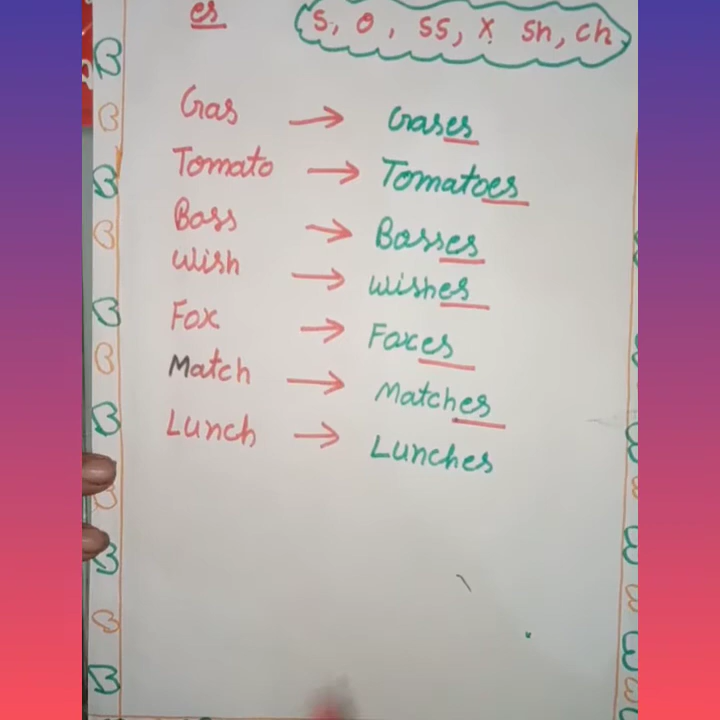 es s, o, ss, x sh, ch
Gas → Gases
Tomato → Tomatoes
Boss → Bosses
Wish → Wishes
Fox → Foxes
Match → Matches
Lunch → Lunches